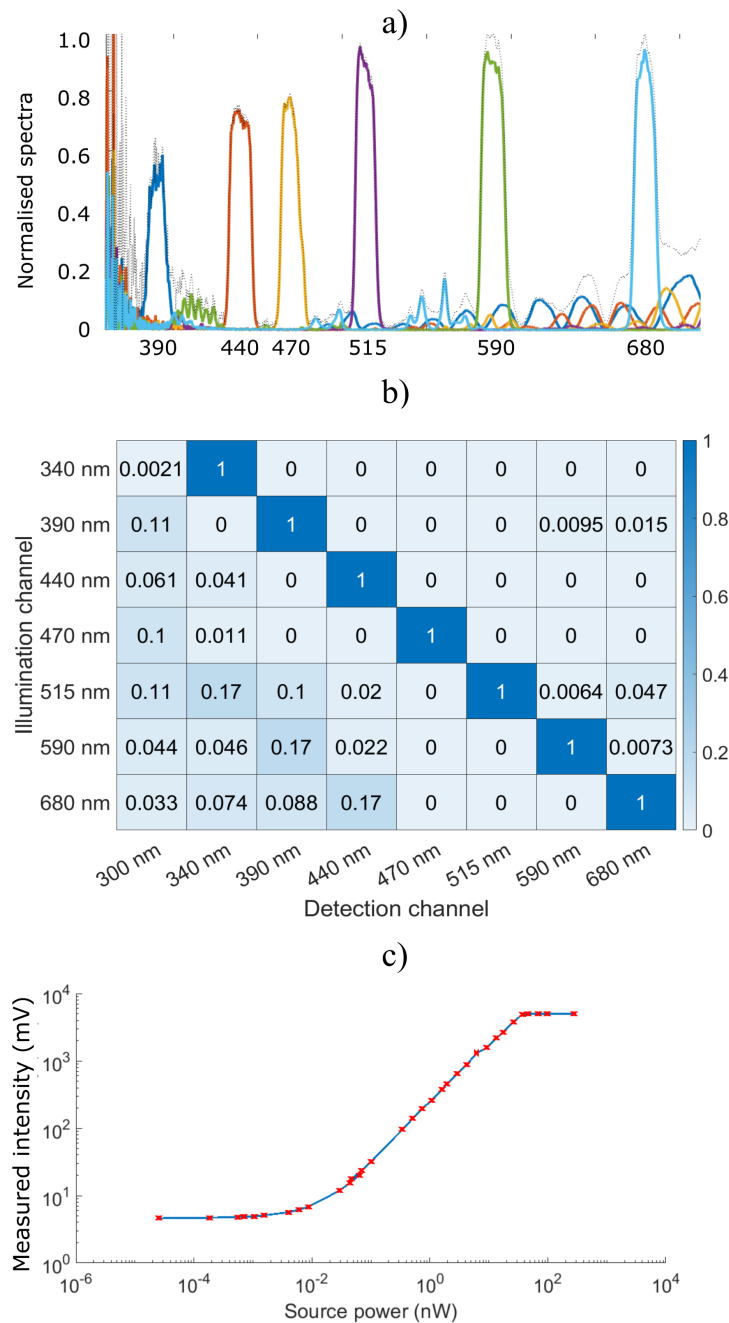 a)
Normalised spectra
1.0
0.8
0.6
0.4
0.2
0
390 440 470 515 590 680
b)
Illumination channel
340 nm 0.0021 1 0 0 0 0 0 0
390 nm 0.11 0 1 0 0 0 0.0095 0.015
440 nm 0.061 0.041 0 1 0 0 0 0
470 nm 0.1 0.011 0 0 1 0 0 0
515 nm 0.11 0.17 0.1 0.02 0 1 0.0064 0.047
590 nm 0.044 0.046 0.17 0.022 0 0 1 0.0073
680 nm 0.033 0.074 0.088 0.17 0 0 0 1
300 nm 340 nm 390 nm 440 nm 470 nm 515 nm 590 nm 680 nm
Detection channel
1
0.8
0.6
0.4
0.2
0
c)
Measured intensity (mV)
10^4
10^3
10^2
10^1
10^0
10^-6 10^-4 10^-2 10^0 10^2 10^4
Source power (nW)